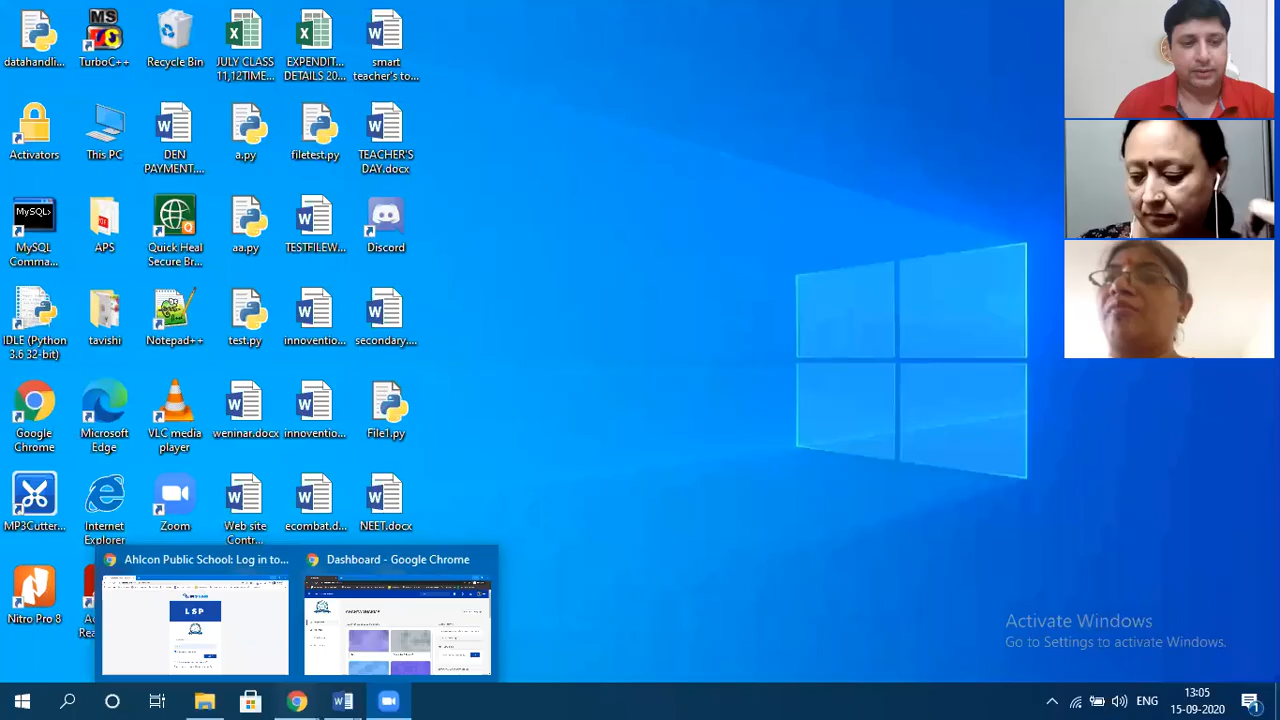 datahandli...
MS
TC
TurboC++
Recycle Bin
JULY CLASS
11,12TIME...
EXPENDIT...
DETAILS 20...
smart
teacher's to...
Activators
This PC
DEN
PAYMENT....
a.py
filetest.py
TEACHER'S
DAY.docx
MySQL>
MySQL
Comma...
APS
Quick Heal
Secure Br...
aa.py
TESTFILEW...
Discord
IDLE (Python
3.6 32-bit)
tavishi
Notepad++
test.py
innoventio...
secondary....
Google
Chrome
Microsoft
Edge
VLC media
player
weninar.docx
innoventio...
File1.py
MP3Cutter...
Internet
Explorer
Zoom
Web site
Contr...
ecombat.d...
NEET.docx
Nitro Pro 8
Ahlcon Public School: Log in to...
Dashboard - Google Chrome
LSP
Activate Windows
Go to Settings to activate Windows.
ENG
13:05
15-09-2020
1